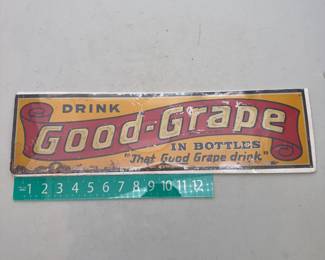 DRINK
Good-Grape
IN BOTTLES
"That Good Grape drink"
1 2 3 4 5 6 7 8 9 10 11 12